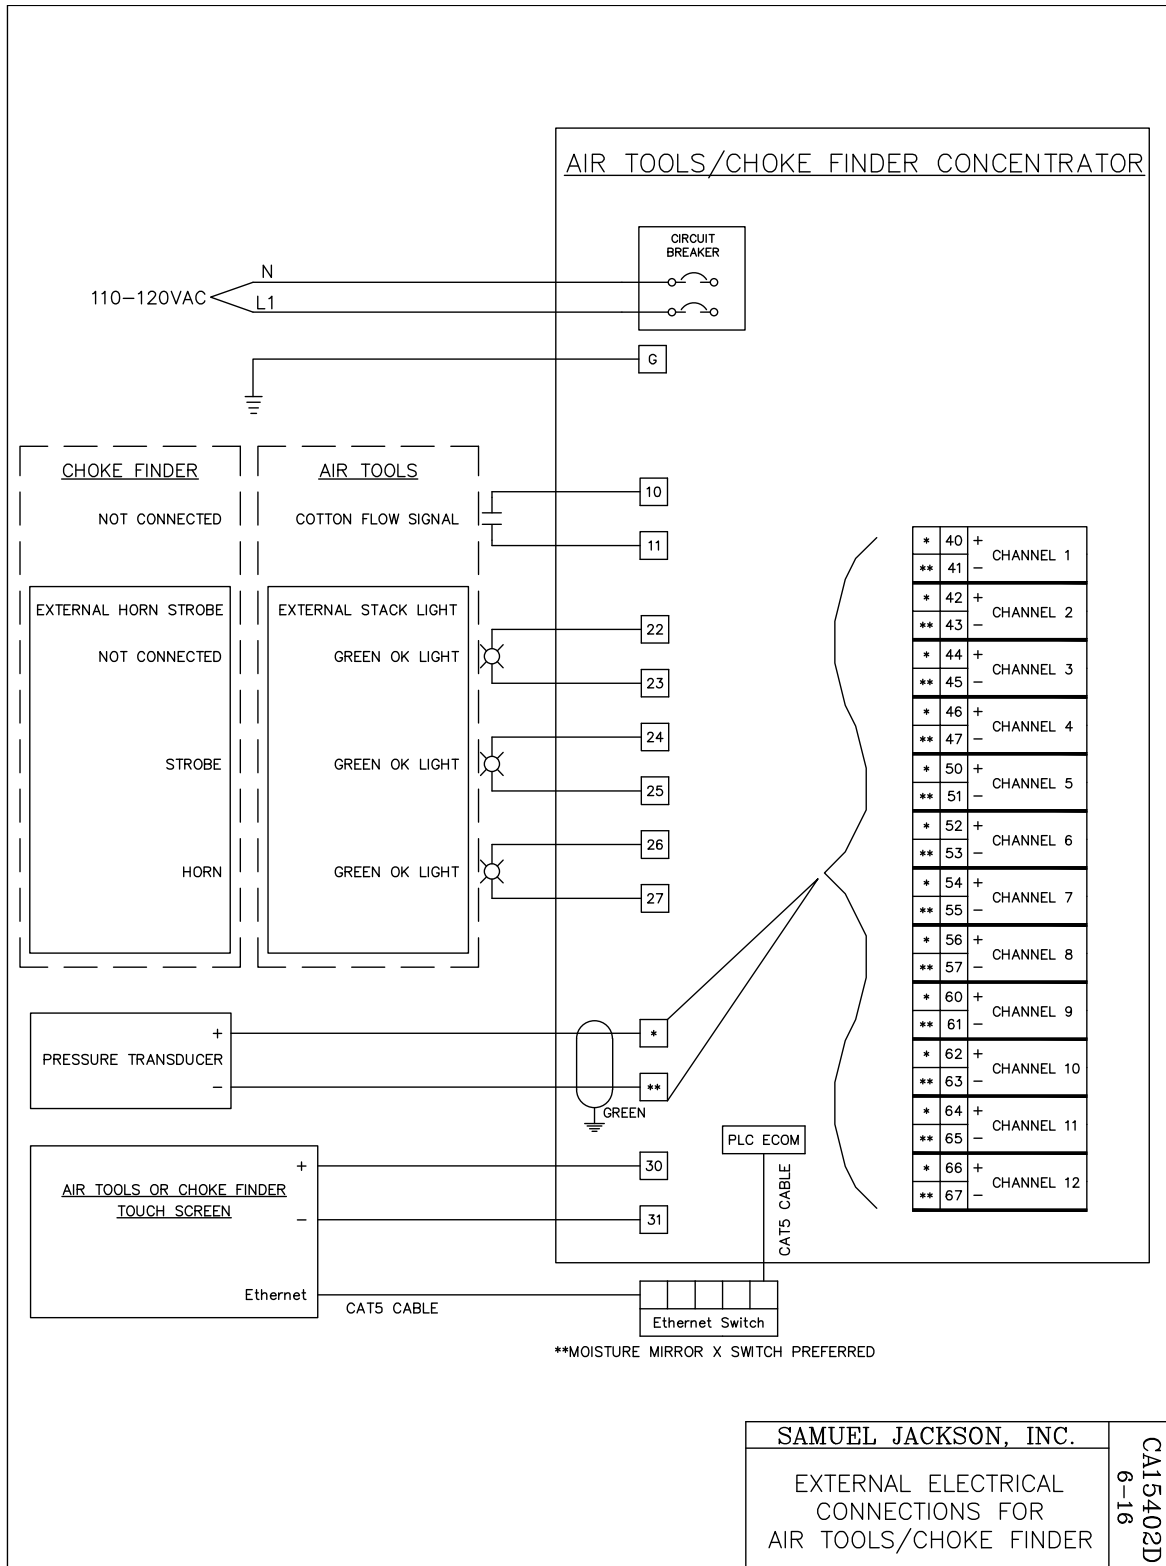 AIR TOOLS/CHOKE FINDER CONCENTRATOR
CIRCUIT
BREAKER
110-120VAC
N
L1
G
CHOKE FINDER
NOT CONNECTED
EXTERNAL HORN STROBE
NOT CONNECTED
STROBE
HORN
AIR TOOLS
COTTON FLOW SIGNAL
EXTERNAL STACK LIGHT
GREEN OK LIGHT
GREEN OK LIGHT
GREEN OK LIGHT
10
11
22
23
24
25
26
27
* 40 + CHANNEL 1
** 41 -
* 42 + CHANNEL 2
** 43 -
* 44 + CHANNEL 3
** 45 -
* 46 + CHANNEL 4
** 47 -
* 50 + CHANNEL 5
** 51 -
* 52 + CHANNEL 6
** 53 -
* 54 + CHANNEL 7
** 55 -
* 56 + CHANNEL 8
** 57 -
* 60 + CHANNEL 9
** 61 -
* 62 + CHANNEL 10
** 63 -
* 64 + CHANNEL 11
** 65 -
* 66 + CHANNEL 12
** 67 -
PRESSURE TRANSDUCER
+
-
*
**
GREEN
AIR TOOLS OR CHOKE FINDER
TOUCH SCREEN
+
-
Ethernet
30
31
PLC ECOM
CAT5 CABLE
CAT5 CABLE
Ethernet Switch
**MOISTURE MIRROR X SWITCH PREFERRED
SAMUEL JACKSON, INC.
EXTERNAL ELECTRICAL
CONNECTIONS FOR
AIR TOOLS/CHOKE FINDER
CA15402D
6-16